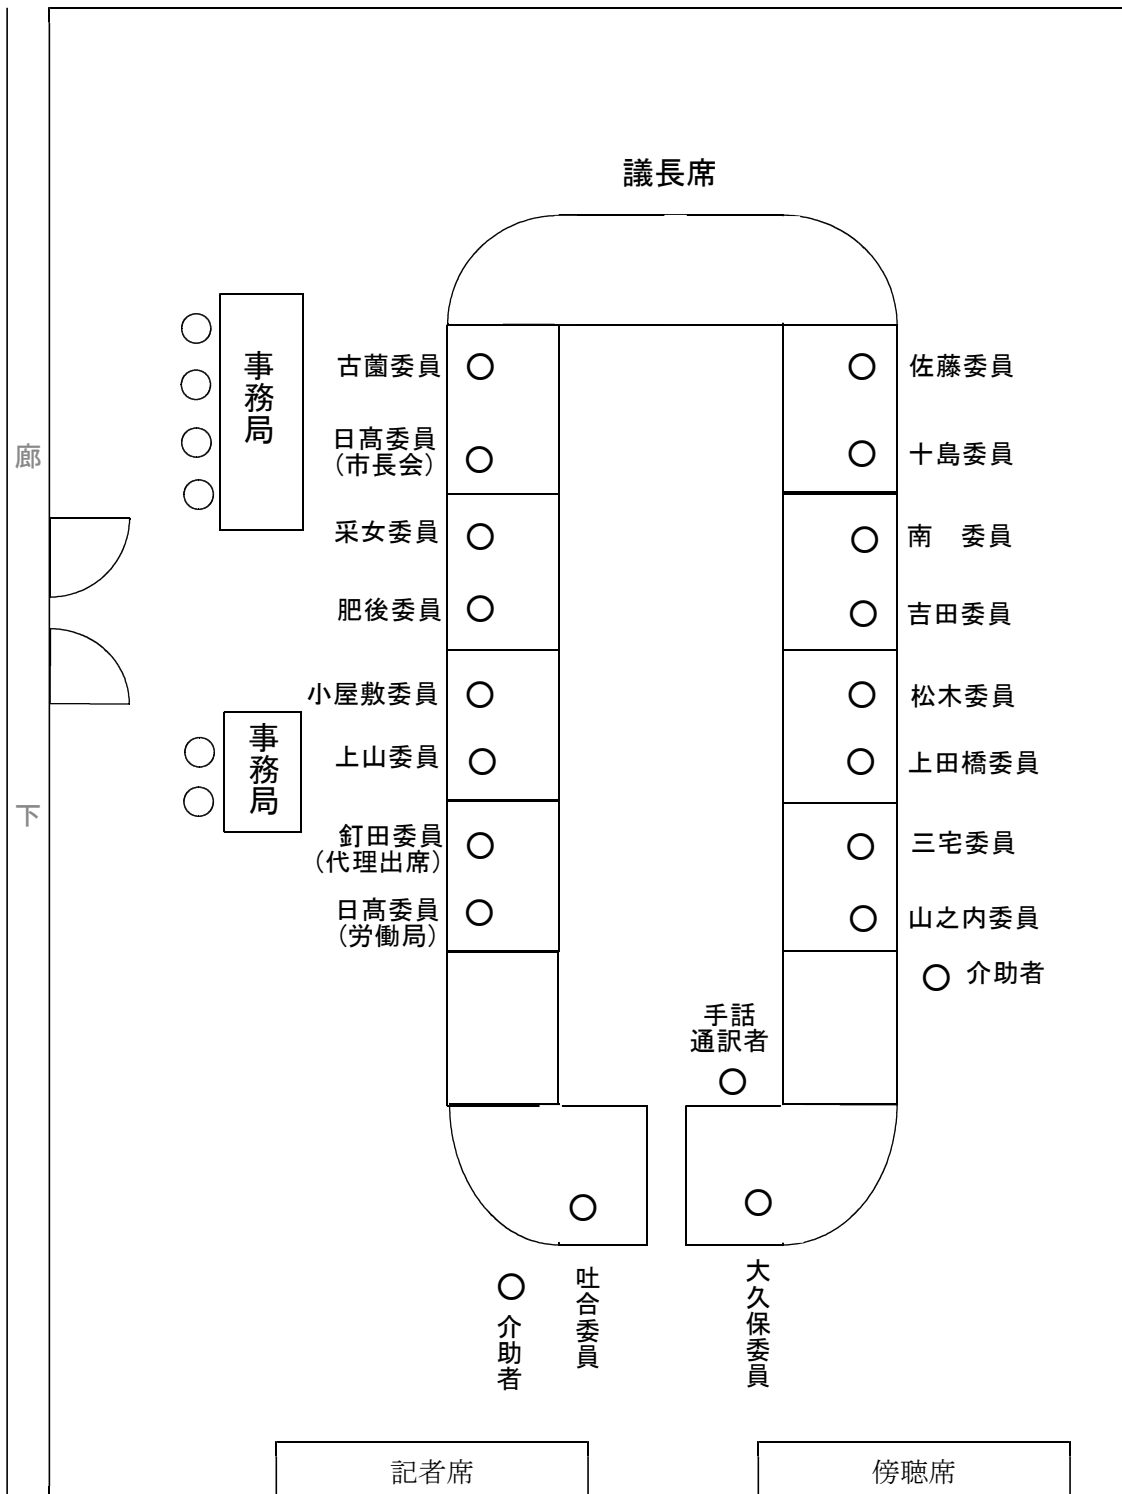 議長席
事務局
古薗委員
佐藤委員
日髙委員
(市長会)
十島委員
廊
下
采女委員
南　委員
肥後委員
吉田委員
小屋敷委員
松木委員
事務局
上山委員
上田橋委員
釘田委員
(代理出席)
三宅委員
日髙委員
(労働局)
山之内委員
介助者
手話
通訳者
吐合委員
大久保委員
介助者
記者席
傍聴席